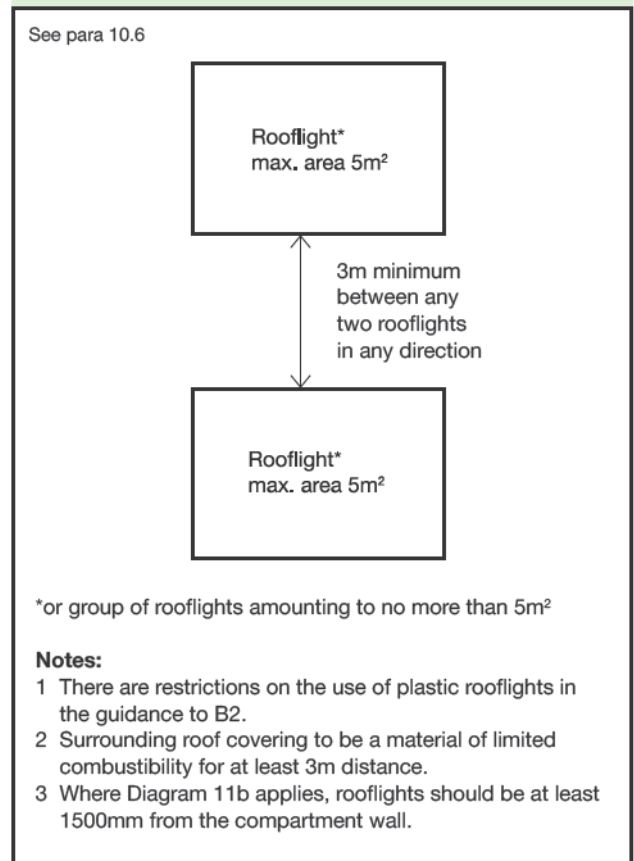 See para 10.6
Rooflight*
max. area 5m²
3m minimum
between any
two rooflights
in any direction
Rooflight*
max. area 5m²
*or group of rooflights amounting to no more than 5m²
Notes:
1 There are restrictions on the use of plastic rooflights in
the guidance to B2.
2 Surrounding roof covering to be a material of limited
combustibility for at least 3m distance.
3 Where Diagram 11b applies, rooflights should be at least
1500mm from the compartment wall.